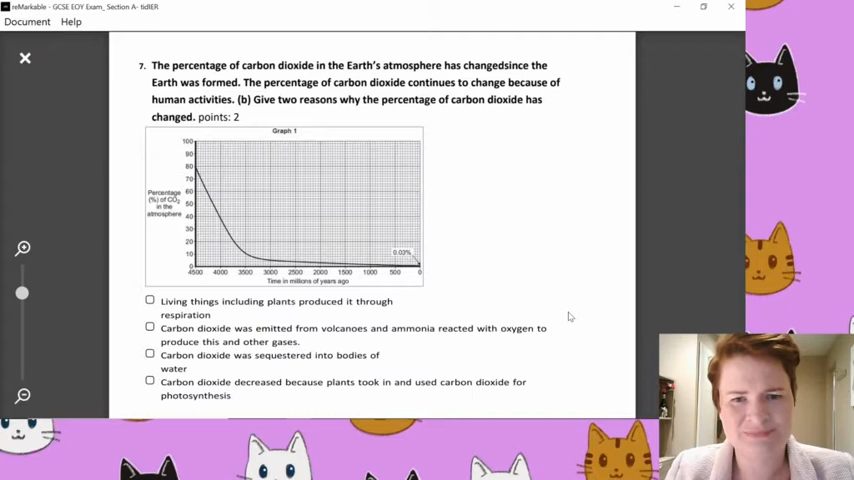 reMarkable - GCSE EOY Exam_ Section A- tidIER
Document Help
7. The percentage of carbon dioxide in the Earth's atmosphere has changedsince the
Earth was formed. The percentage of carbon dioxide continues to change because of
human activities. (b) Give two reasons why the percentage of carbon dioxide has
changed. points: 2
Graph 1
100
90
80
70
60
50
40
30
20
10
0
Percentage
(%) of CO₂
in the
atmosphere
0.03%
4500 4000 3500 3000 2500 2000 1500 1000 500 0
Time in millions of years ago
Living things including plants produced it through
respiration
Carbon dioxide was emitted from volcanoes and ammonia reacted with oxygen to
produce this and other gases.
Carbon dioxide was sequestered into bodies of
water
Carbon dioxide decreased because plants took in and used carbon dioxide for
photosynthesis